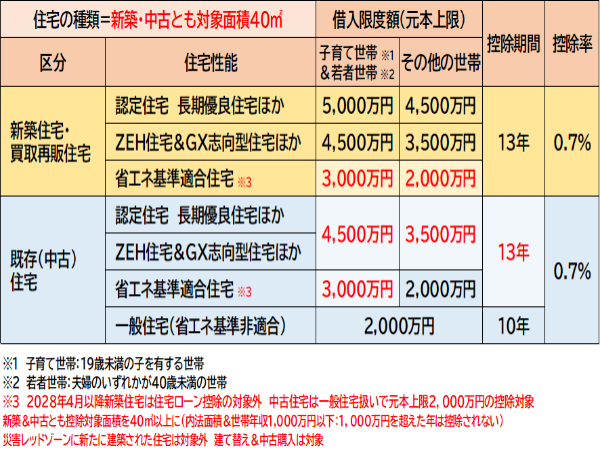 住宅の種類=新築・中古とも対象面積40㎡ 借入限度額(元本上限) 控除期間 控除率
区分 住宅性能 子育て世帯 ※1 &若者世帯 ※2 その他の世帯
新築住宅・買取再販住宅 認定住宅 長期優良住宅ほか 5,000万円 4,500万円 13年 0.7%
ZEH住宅&GX志向型住宅ほか 4,500万円 3,500万円
省エネ基準適合住宅 ※3 3,000万円 2,000万円
既存(中古)住宅 認定住宅 長期優良住宅ほか 4,500万円 3,500万円 13年 0.7%
ZEH住宅&GX志向型住宅ほか
省エネ基準適合住宅 ※3 3,000万円 2,000万円
一般住宅(省エネ基準非適合) 2,000万円 10年
※1 子育て世帯:19歳未満の子を有する世帯
※2 若者世帯:夫婦のいずれかが40歳未満の世帯
※3 2028年4月以降新築住宅は住宅ローン控除の対象外 中古住宅は一般住宅扱いで元本上限2,000万円の控除対象
新築&中古とも控除対象面積を40㎡以上に(内法面積&世帯年収1,000万円以下:1,000万円を超えた年は控除されない)
災害レッドゾーンに新たに建築された住宅は対象外 建て替え&中古購入は対象